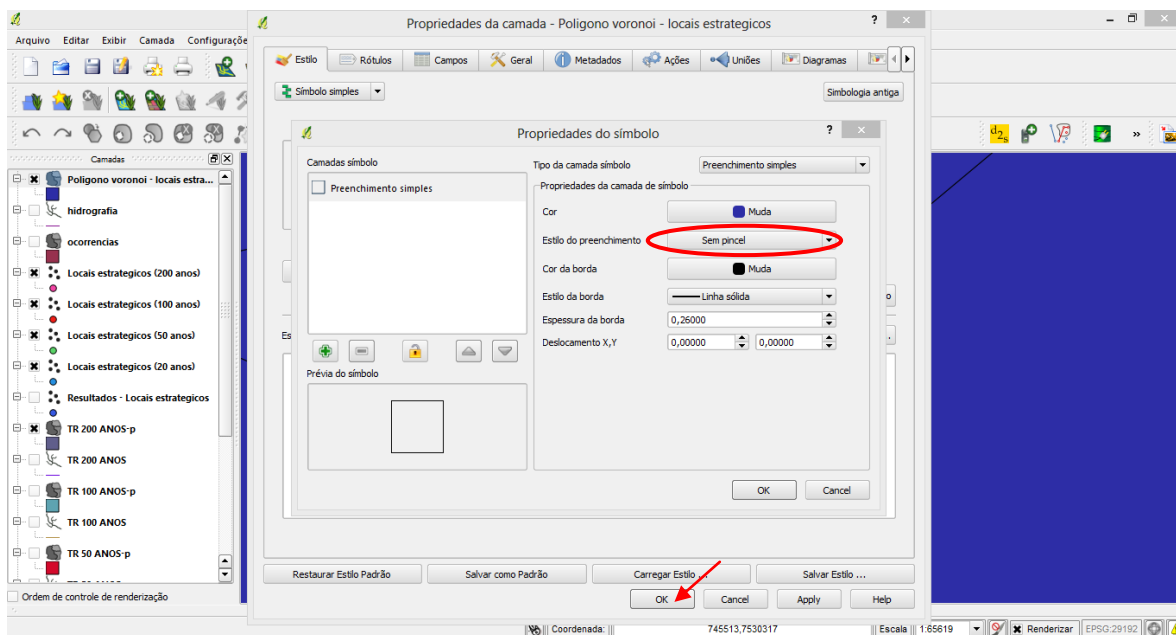 Propriedades da camada - Poligono voronoi - locais estrategicos
?
Arquivo Editar Exibir Camada
Estilo Rótulos Campos Geral Metadados Ações Uniões Diagramas
Símbolo simples
Simbologia antiga
Propriedades do símbolo
?
Camadas símbolo
Preenchimento simples
Tipo da camada símbolo Preenchimento simples
Propriedades da camada de símbolo
Cor Muda
Estilo do preenchimento Sem pincel
Cor da borda Muda
Estilo da borda Linha sólida
Espessura da borda 0,26000
Deslocamento X,Y 0,00000 0,00000
Prévia do símbolo
OK Cancel
Camadas
Poligono voronoi - locais estra...
hidrografia
ocorrencias
Locais estrategicos (200 anos)
Locais estrategicos (100 anos)
Locais estrategicos (50 anos)
Locais estrategicos (20 anos)
Resultados - Locais estrategicos
TR 200 ANOS-p
TR 200 ANOS
TR 100 ANOS-p
TR 100 ANOS
TR 50 ANOS-p
Ordem de controle de renderização
Restaurar Estilo Padrão Salvar como Padrão Carregar Estilo Salvar Estilo ...
OK Cancel Apply Help
Coordenada: 745513,7530317 Escala 1:65619 Renderizar EPSG:29192